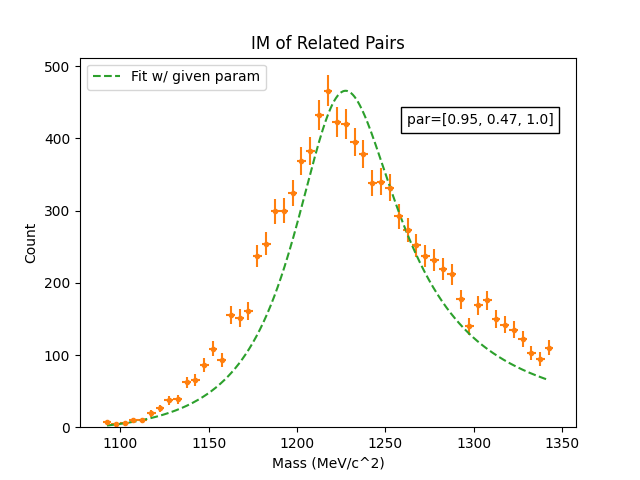 IM of Related Pairs
Fit w/ given param
par=[0.95, 0.47, 1.0]
500
400
300
200
100
0
Count
1100 1150 1200 1250 1300 1350
Mass (MeV/c^2)